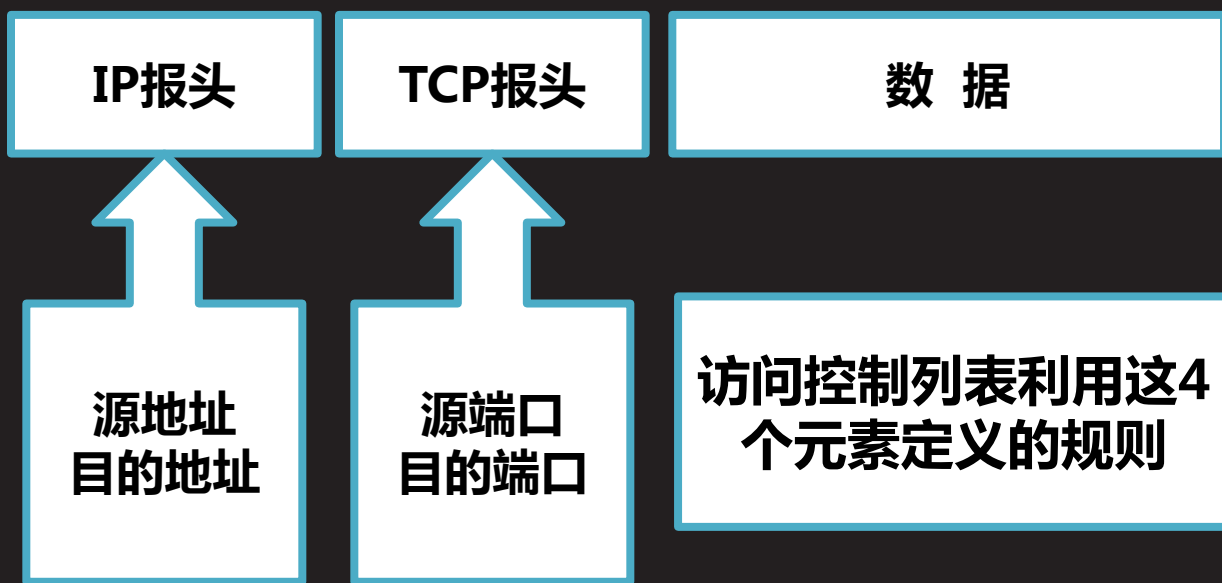 IP报头
TCP报头
数 据
源地址
目的地址
源端口
目的端口
访问控制列表利用这4
个元素定义的规则